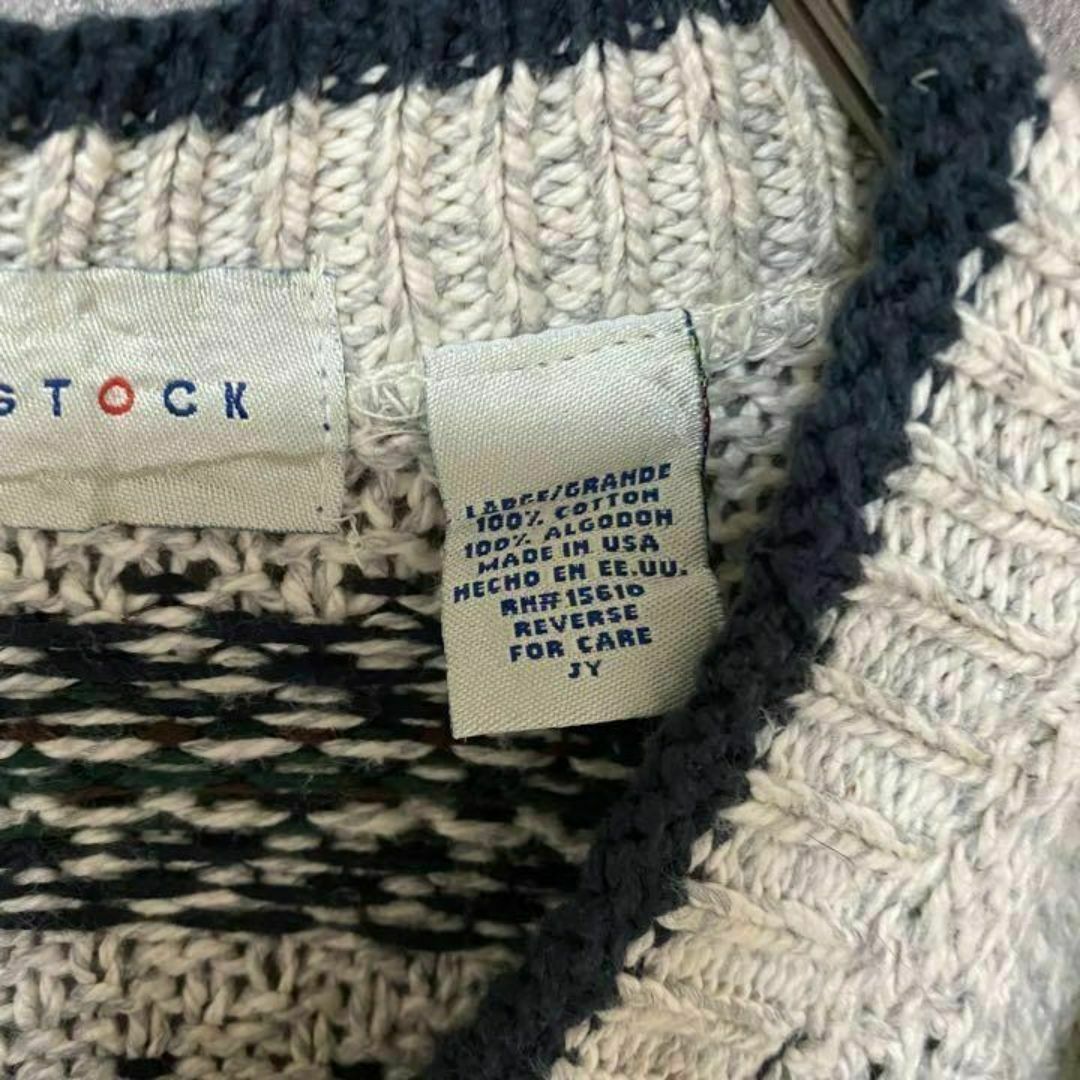 STOCK
LARGE/GRANDE
100% COTTON
100% ALGODON
MADE IN USA
HECHO EN EE.UU.
RN# 15610
REVERSE
FOR CARE
JY